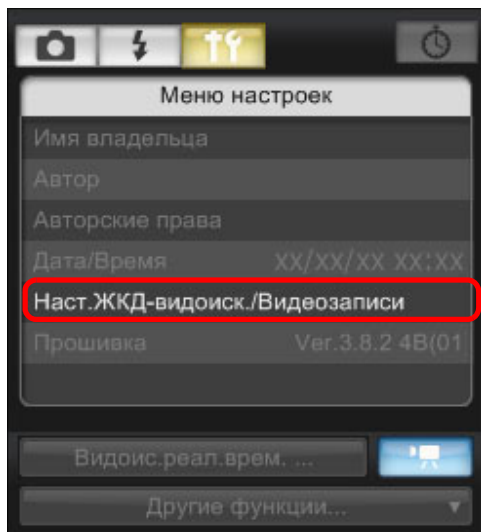 Меню настроек
Имя владельца
Автор
Авторские права
Дата/Время XX/XX/XX XX:XX
Наст.ЖКД-видоиск./Видеозаписи
Прошивка Ver.3.8.2 4B(01
Видоис.реал.врем. ...
Другие функции...